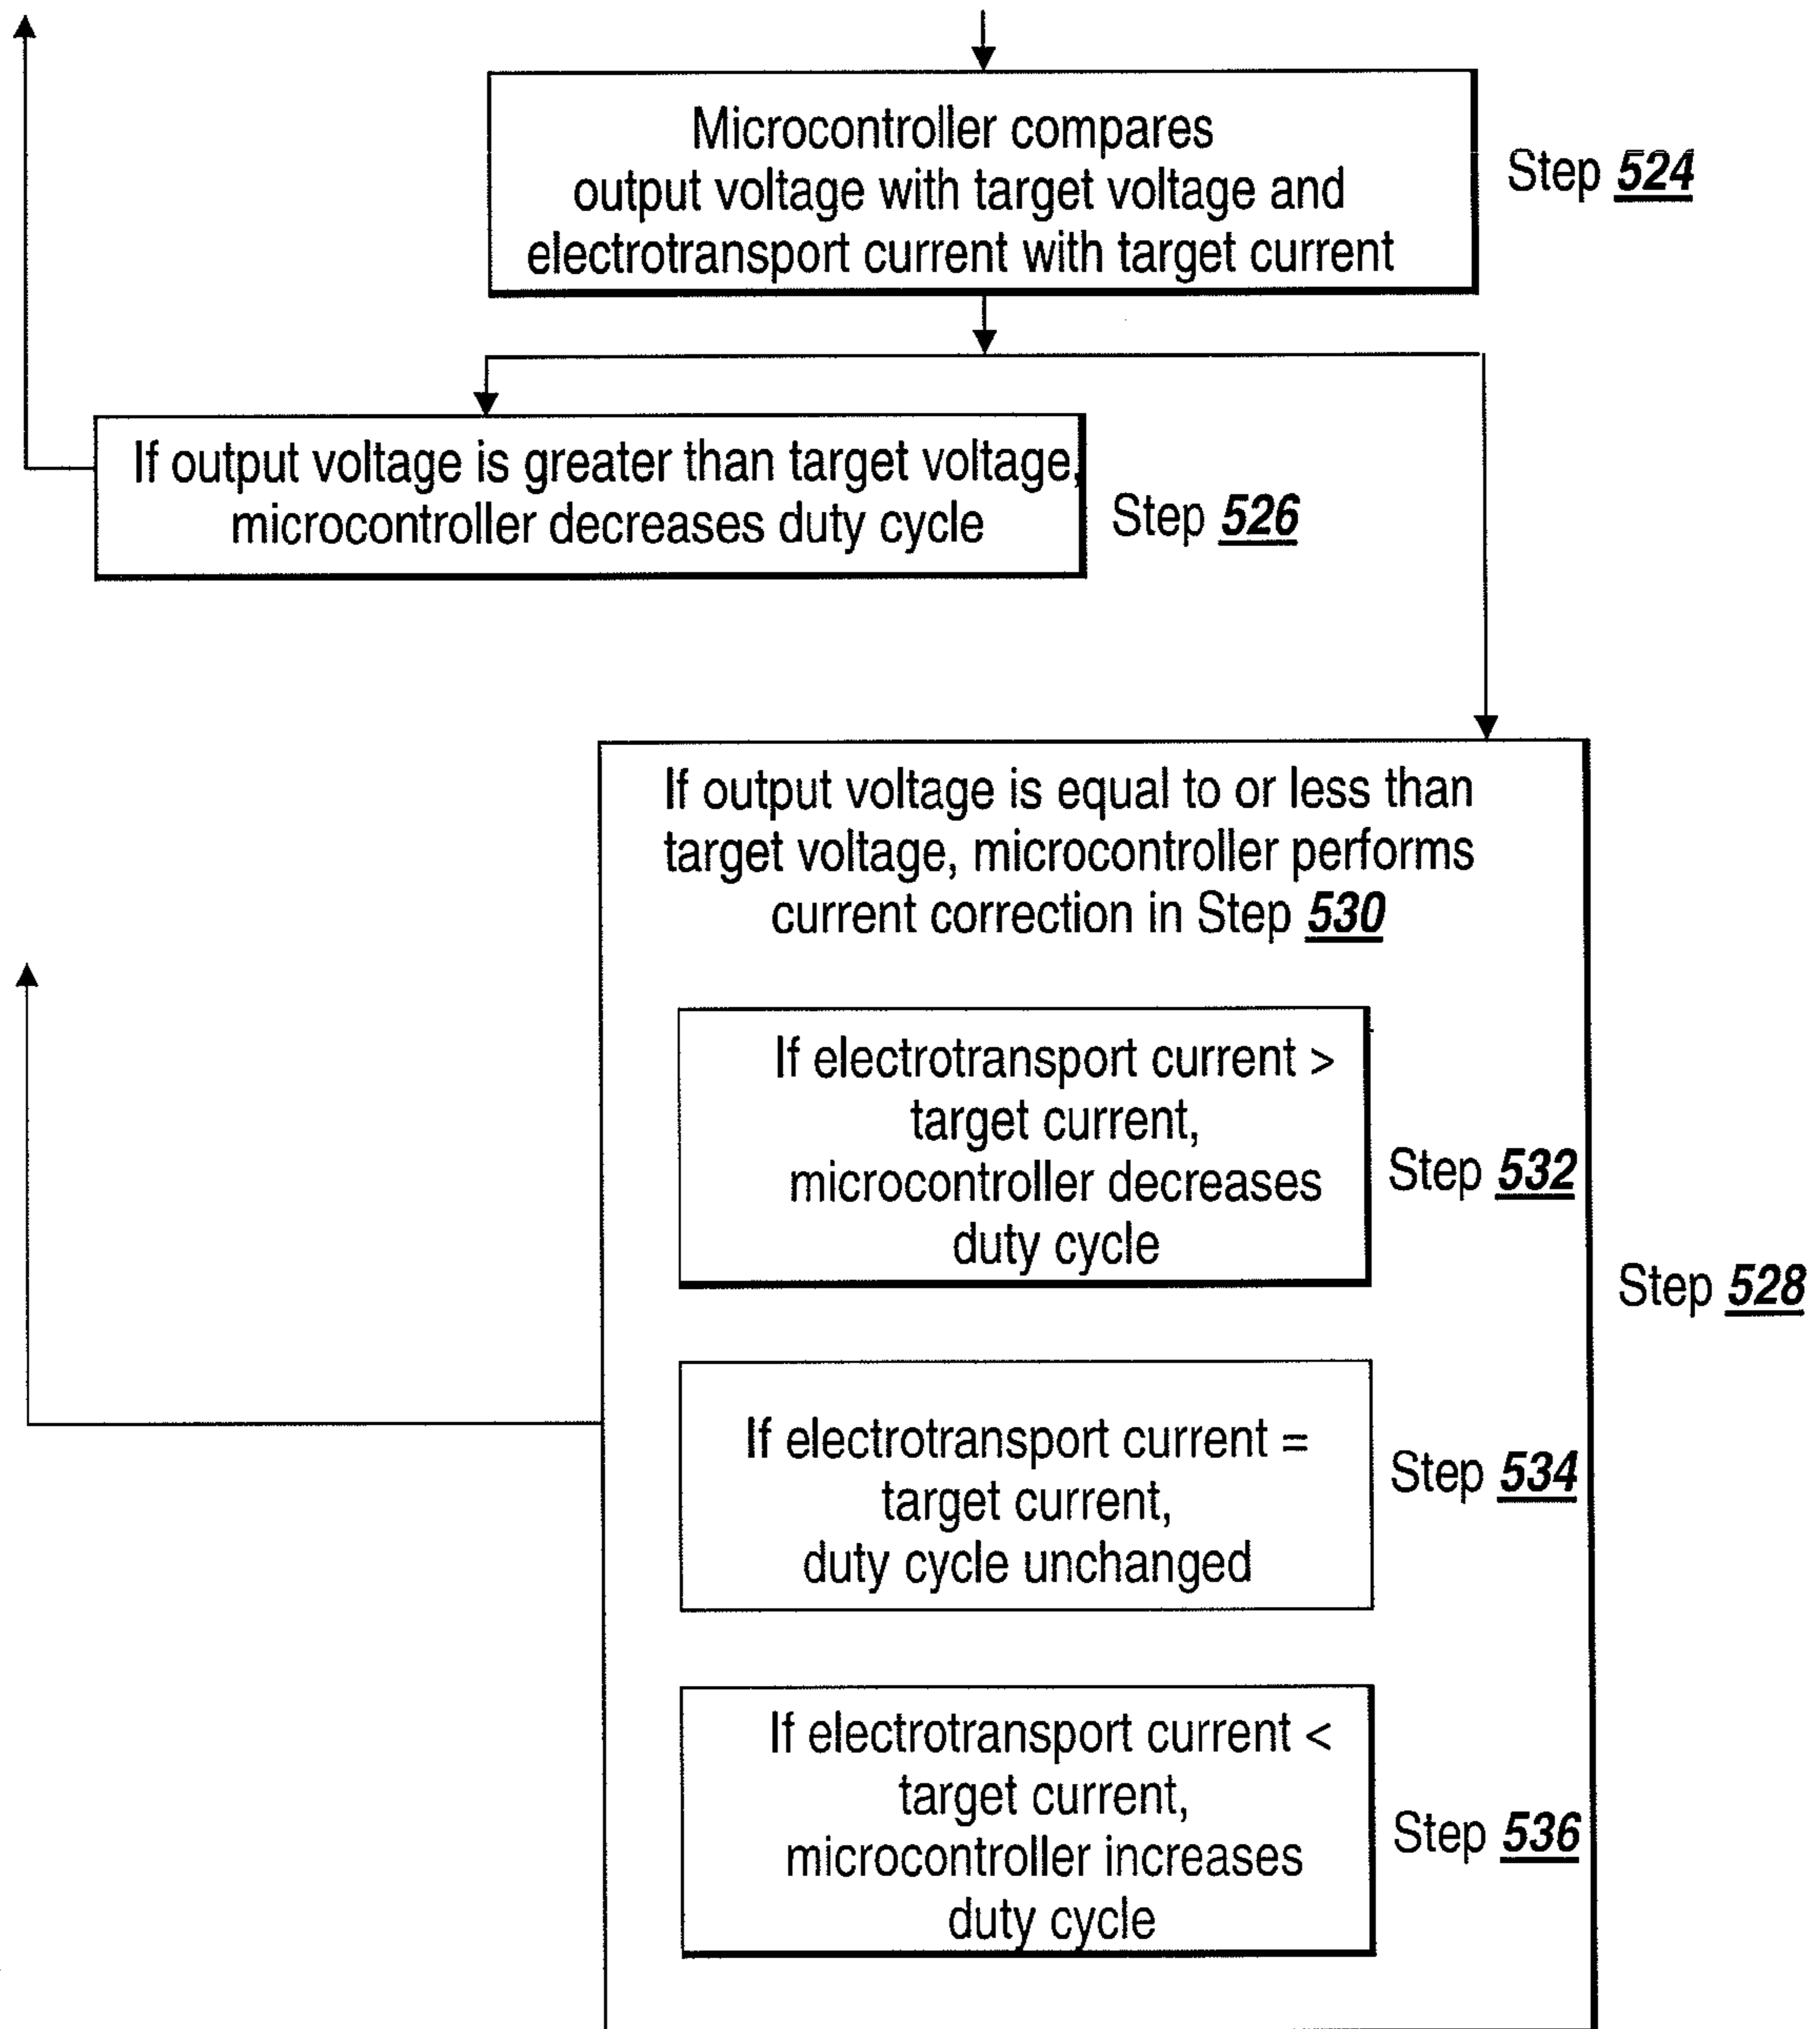 Microcontroller compares
output voltage with target voltage and
electrotransport current with target current
Step 524
If output voltage is greater than target voltage,
microcontroller decreases duty cycle
Step 526
If output voltage is equal to or less than
target voltage, microcontroller performs
current correction in Step 530
If electrotransport current >
target current,
microcontroller decreases
duty cycle
Step 532
Step 528
If electrotransport current =
target current,
duty cycle unchanged
Step 534
If electrotransport current <
target current,
microcontroller increases
duty cycle
Step 536